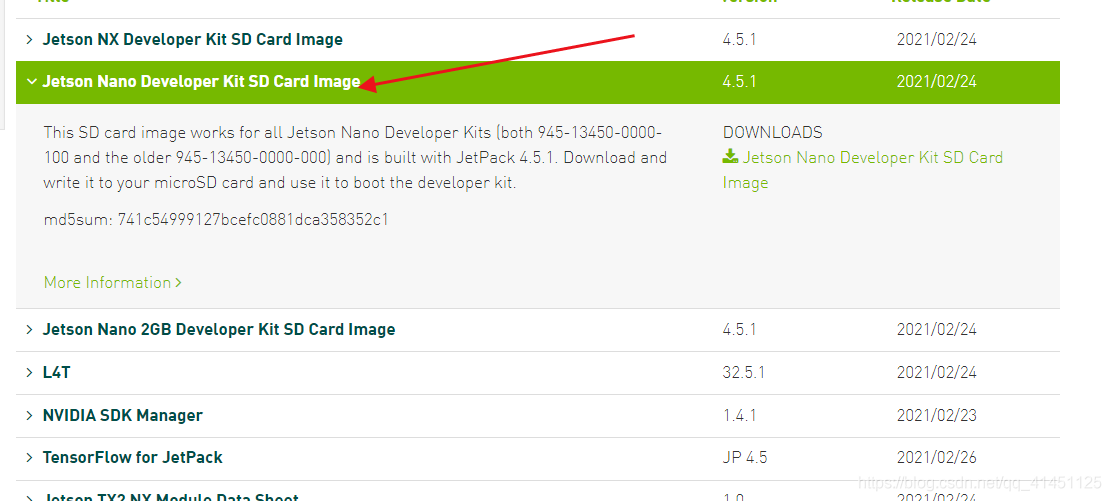 Title Version Release Date
Jetson NX Developer Kit SD Card Image 4.5.1 2021/02/24
Jetson Nano Developer Kit SD Card Image 4.5.1 2021/02/24
This SD card image works for all Jetson Nano Developer Kits (both 945-13450-0000-
100 and the older 945-13450-0000-000) and is built with JetPack 4.5.1. Download and
write it to your microSD card and use it to boot the developer kit.
md5sum: 741c54999127bcefc0881dca358352c1
More Information >
DOWNLOADS
Jetson Nano Developer Kit SD Card
Image
Jetson Nano 2GB Developer Kit SD Card Image 4.5.1 2021/02/24
L4T 32.5.1 2021/02/24
NVIDIA SDK Manager 1.4.1 2021/02/23
TensorFlow for JetPack JP 4.5 2021/02/26
Jetson TX2 NX Module Data Sheet 1.0 2021/02/24
https://blog.csdn.net/qq_41451125